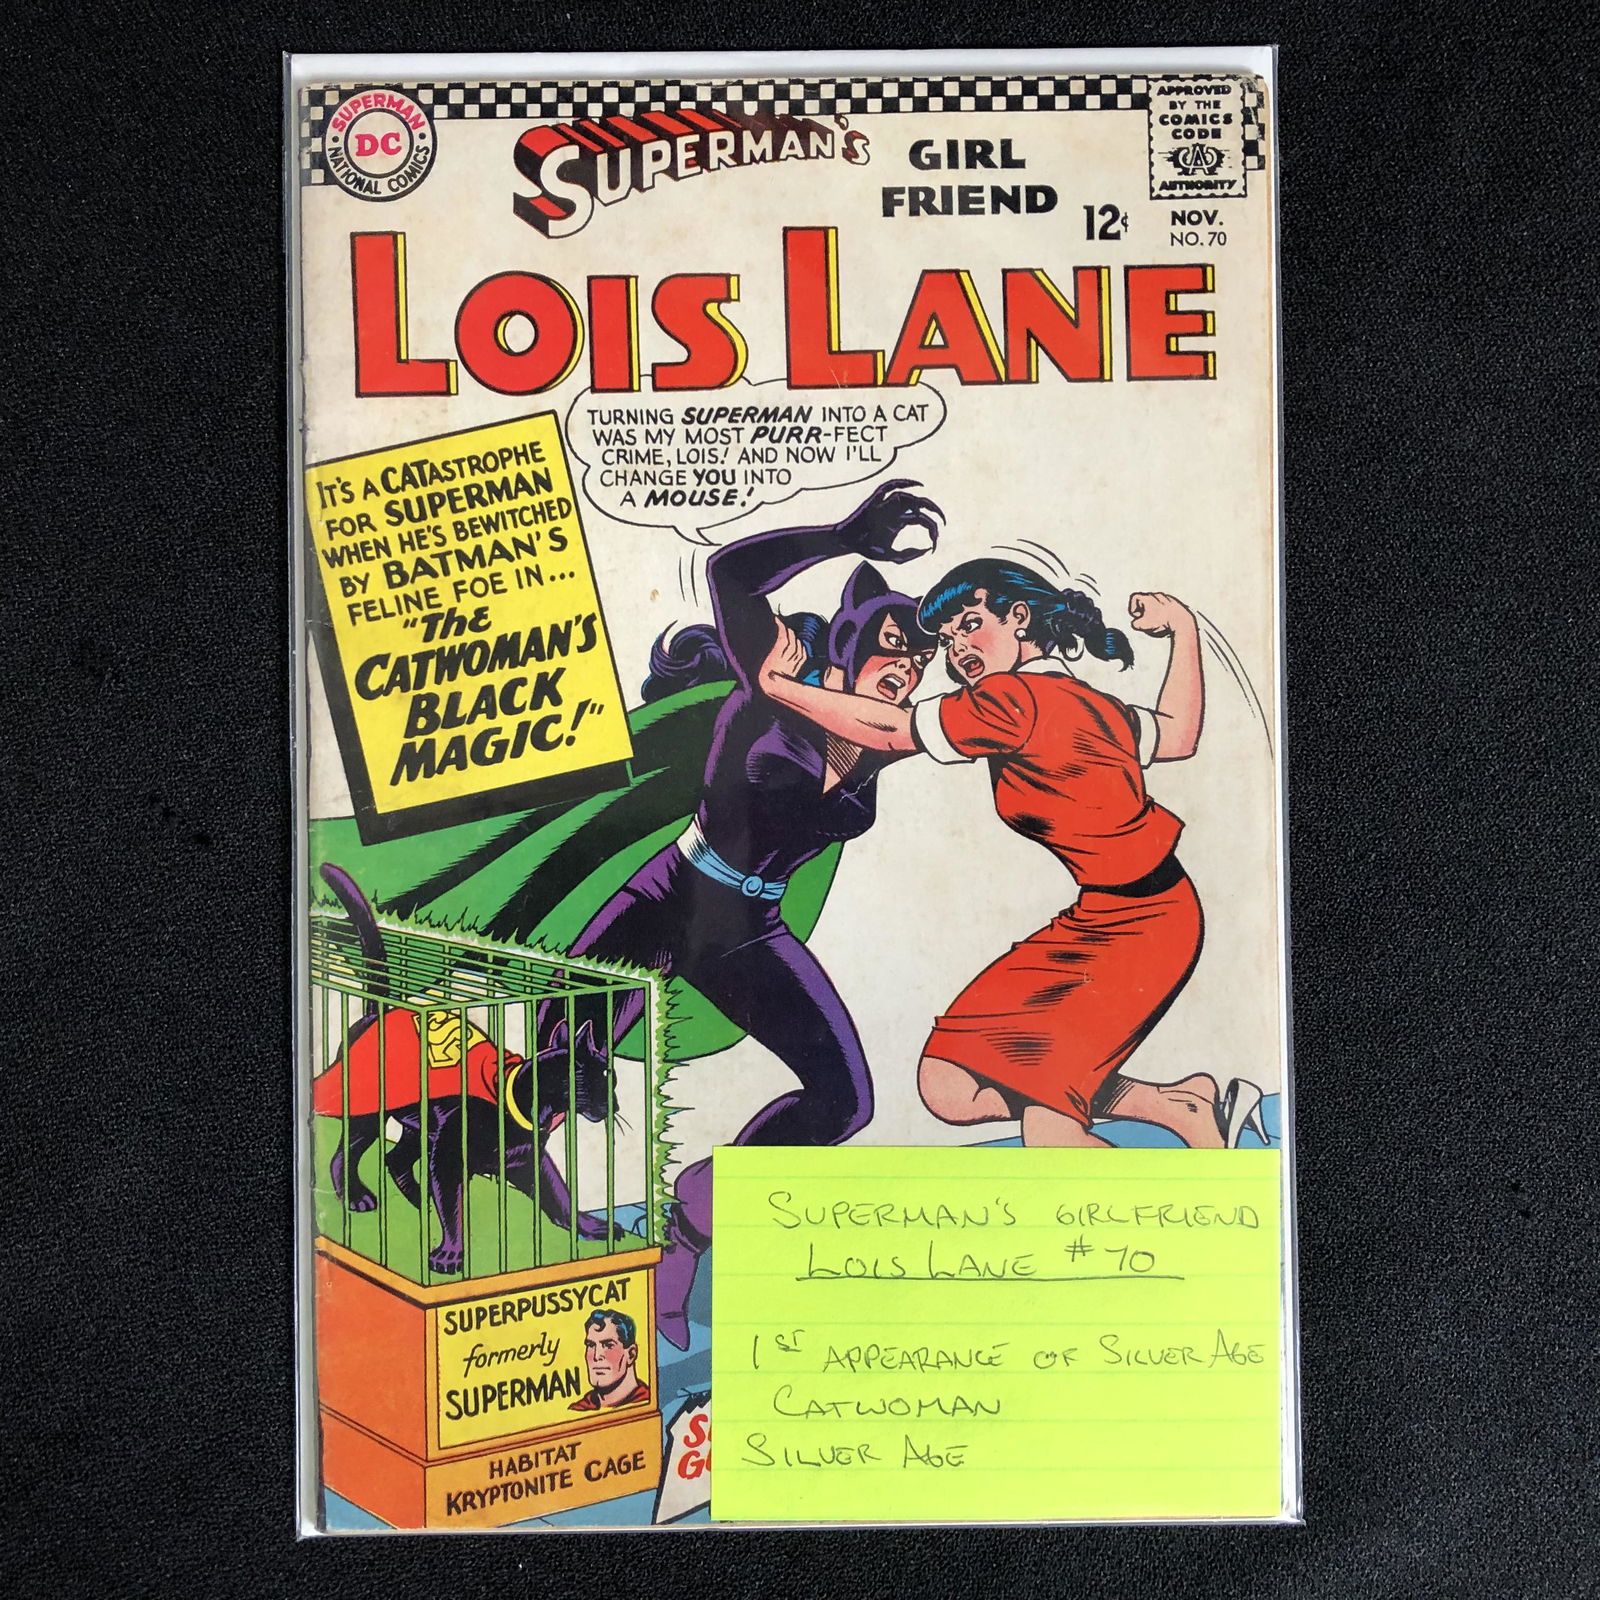 SUPERMAN
DC
NATIONAL COMICS
SUPERMAN'S
GIRL
FRIEND
LOIS LANE
12¢
NOV.
NO. 70
APPROVED
BY THE
COMICS
CODE
CA
AUTHORITY
IT'S A CATASTROPHE
FOR SUPERMAN
WHEN HE'S BEWITCHED
BY BATMAN'S
FELINE FOE IN...
"THE
CATWOMAN'S
BLACK
MAGIC!"
TURNING SUPERMAN INTO A CAT
WAS MY MOST PURR-FECT
CRIME, LOIS! AND NOW I'LL
CHANGE YOU INTO
A MOUSE!
SUPERPUSSYCAT
formerly
SUPERMAN
HABITAT
KRYPTONITE CAGE
SUPERMAN'S GIRLFRIEND
LOIS LANE #70
1ST APPEARANCE OF SILVER AGE
CATWOMAN
SILVER AGE